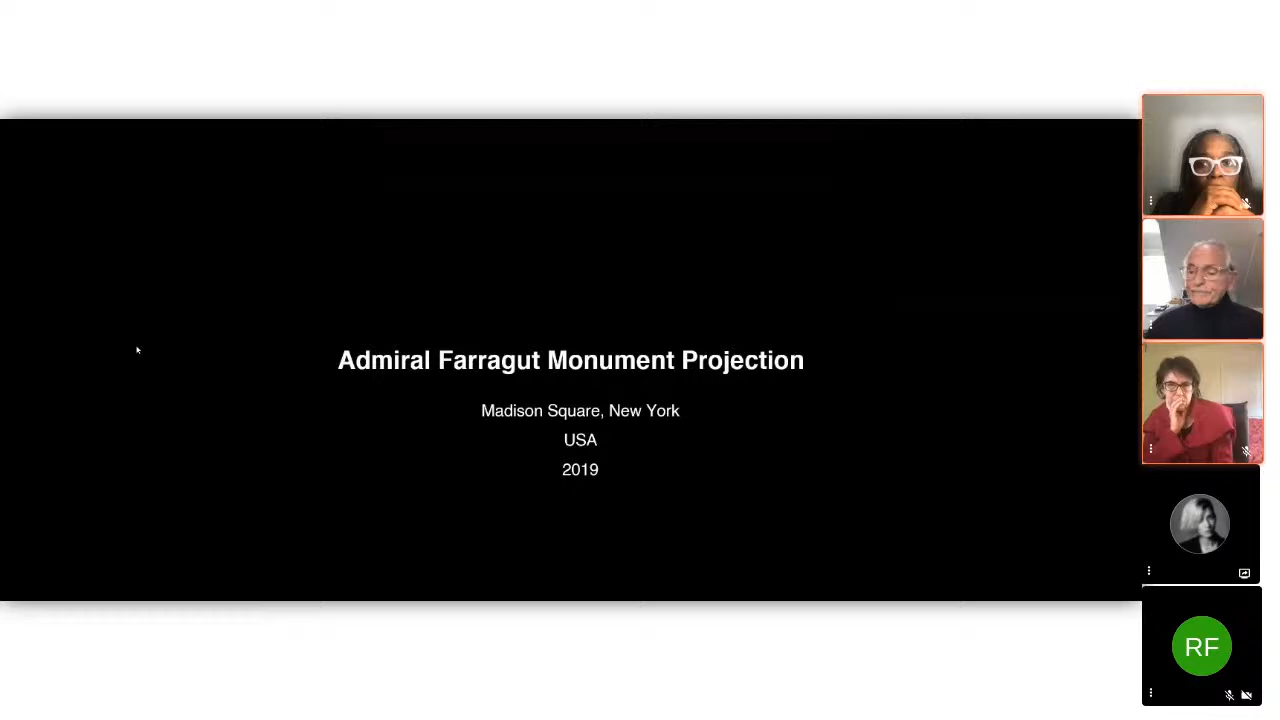 Admiral Farragut Monument Projection
Madison Square, New York
USA
2019
RF